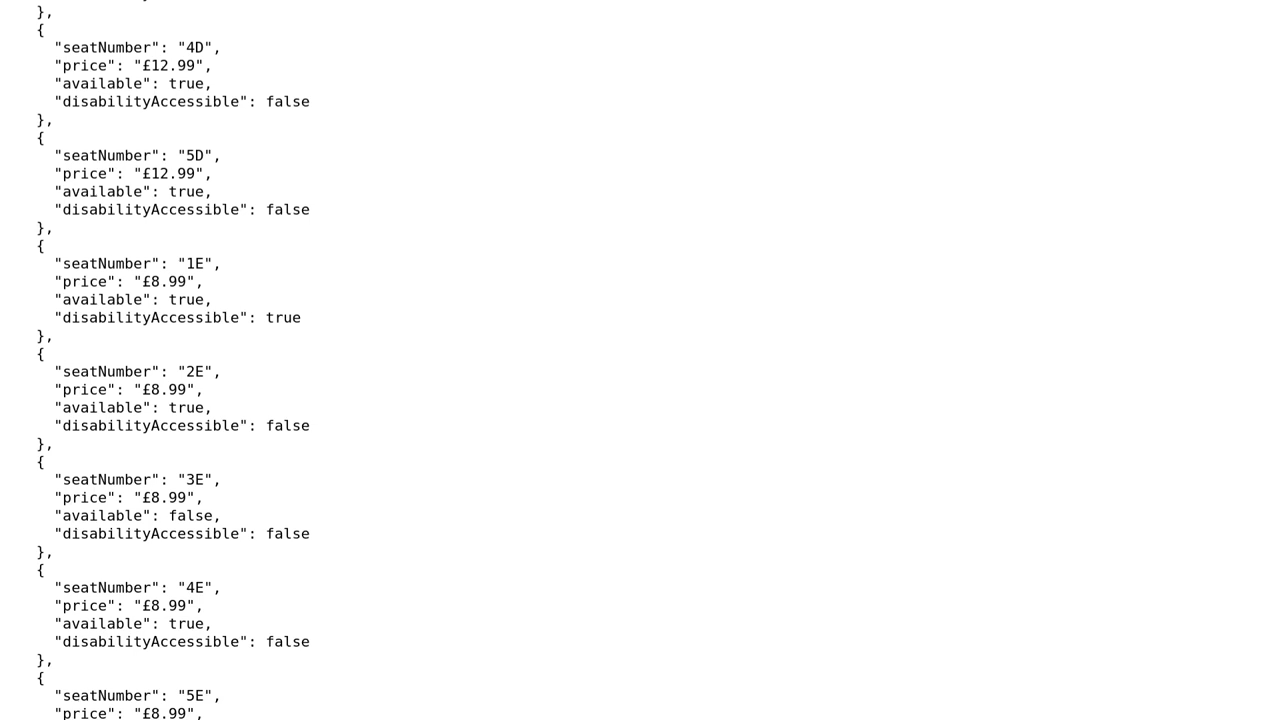 },
{
"seatNumber": "4D",
"price": "£12.99",
"available": true,
"disabilityAccessible": false
},
{
"seatNumber": "5D",
"price": "£12.99",
"available": true,
"disabilityAccessible": false
},
{
"seatNumber": "1E",
"price": "£8.99",
"available": true,
"disabilityAccessible": true
},
{
"seatNumber": "2E",
"price": "£8.99",
"available": true,
"disabilityAccessible": false
},
{
"seatNumber": "3E",
"price": "£8.99",
"available": false,
"disabilityAccessible": false
},
{
"seatNumber": "4E",
"price": "£8.99",
"available": true,
"disabilityAccessible": false
},
{
"seatNumber": "5E",
"price": "£8.99",